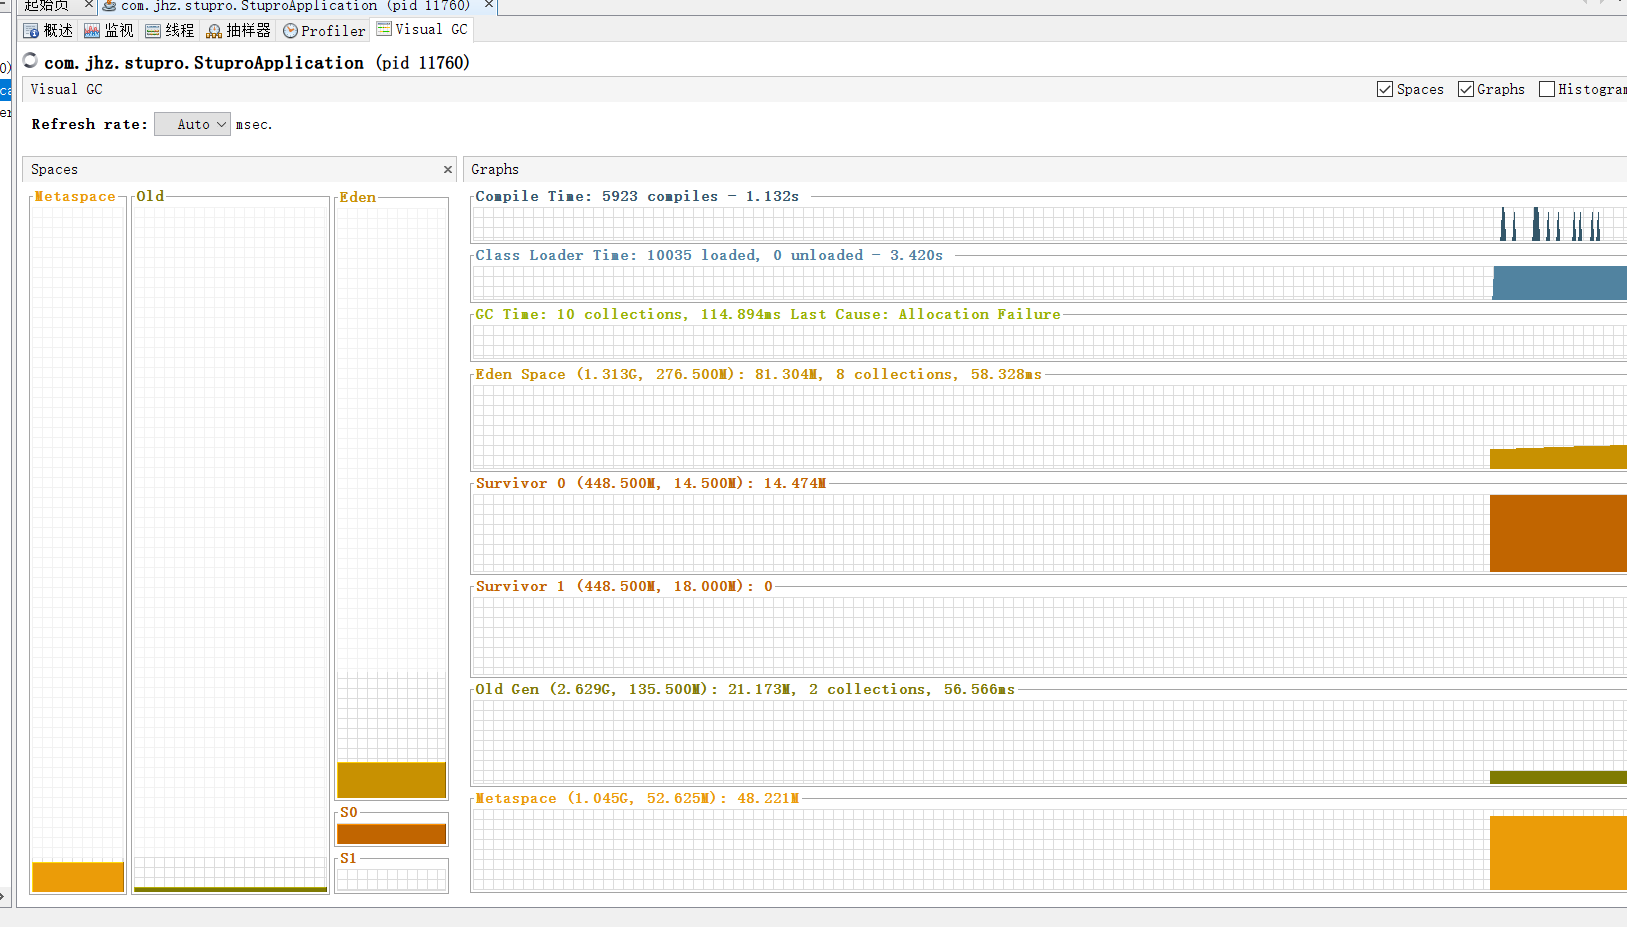 起始页 × com.jhz.stupro.StuproApplication (pid 11760) ×
概述 监视 线程 抽样器 Profiler Visual GC
com.jhz.stupro.StuproApplication (pid 11760)
Visual GC Spaces Graphs Histogram
Refresh rate: Auto msec.
Spaces × Graphs
Metaspace Old Eden
S0
S1
Compile Time: 5923 compiles - 1.132s
Class Loader Time: 10035 loaded, 0 unloaded - 3.420s
GC Time: 10 collections, 114.894ms Last Cause: Allocation Failure
Eden Space (1.313G, 276.500M): 81.304M, 8 collections, 58.328ms
Survivor 0 (448.500M, 14.500M): 14.474M
Survivor 1 (448.500M, 18.000M): 0
Old Gen (2.629G, 135.500M): 21.173M, 2 collections, 56.566ms
Metaspace (1.045G, 52.625M): 48.221M